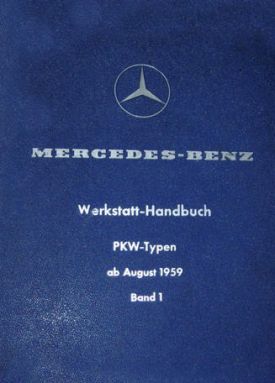 MERCEDES-BENZ
Werkstatt-Handbuch
PKW-Typen
ab August 1959
Band 1